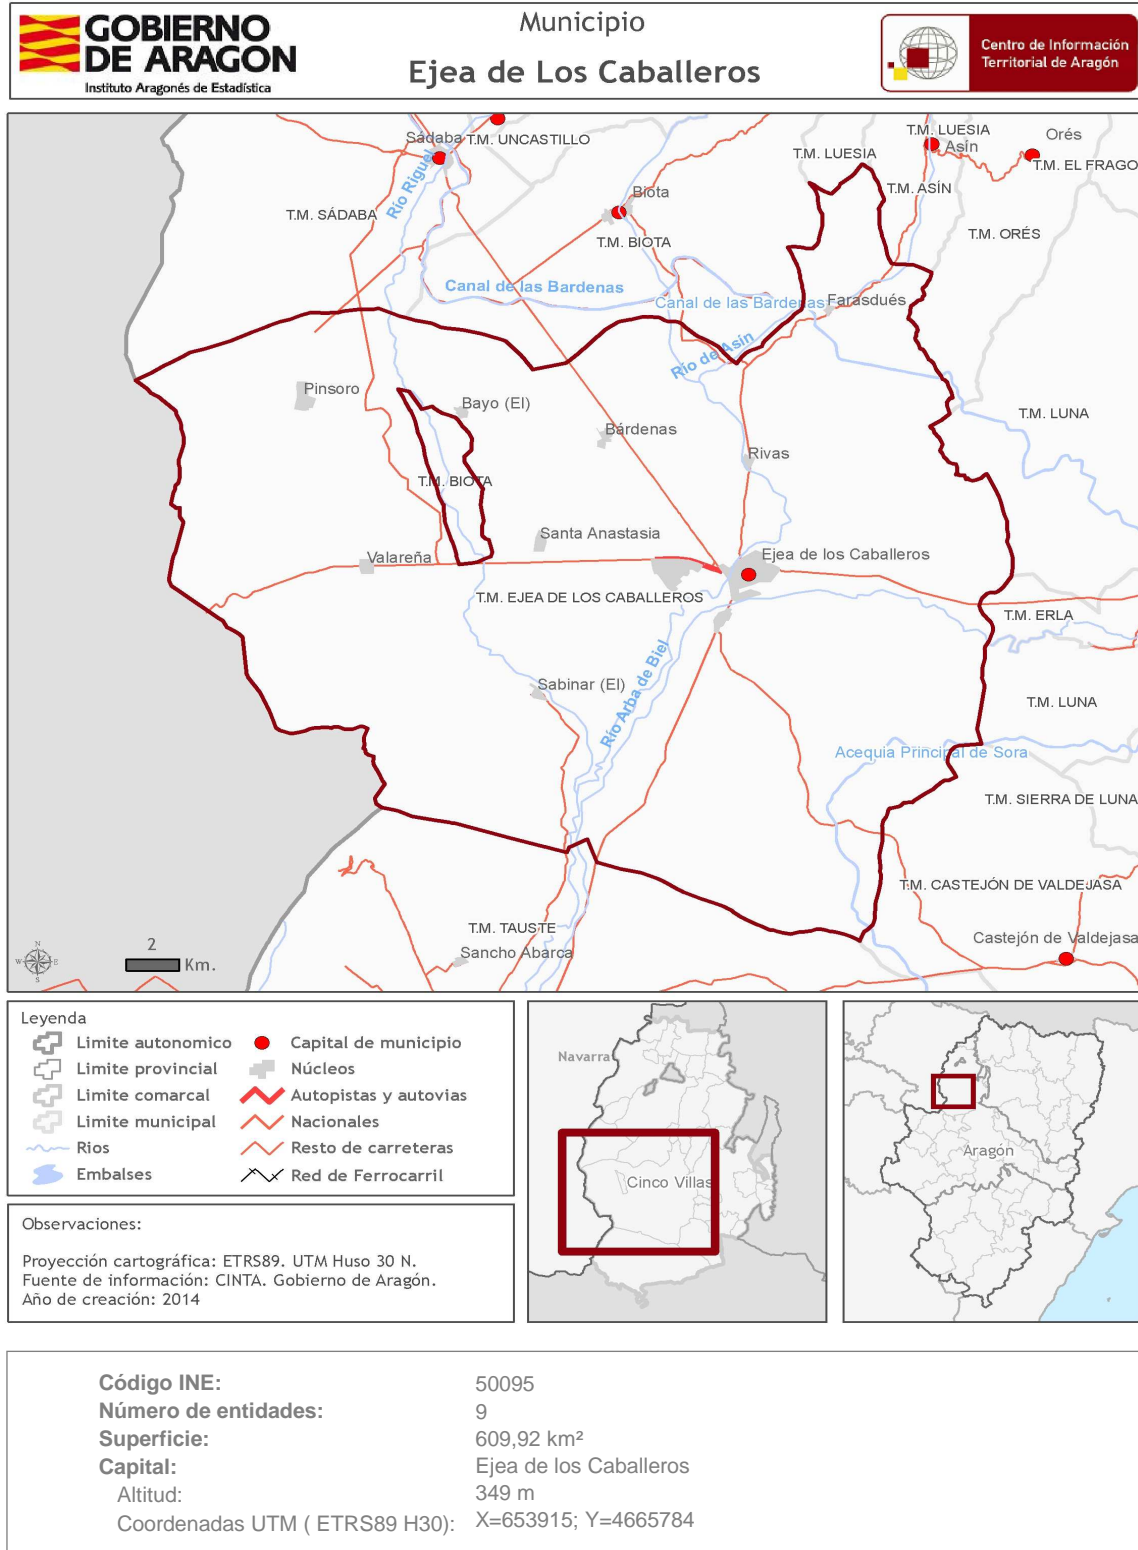 GOBIERNO
DE ARAGON
Instituto Aragonés de Estadística
Municipio
Ejea de Los Caballeros
Centro de Información
Territorial de Aragón
Sádaba
T.M. UNCASTILLO
T.M. LUESIA
Asín
Orés
T.M. LUESIA
T.M. EL FRAGO
Río Riguel
Biota
T.M. ASÍN
T.M. SÁDABA
T.M. BIOTA
T.M. ORÉS
Canal de las Bardenas
Canal de las Bardenas
Farasdués
Río de Asín
Pinsoro
Bayo (El)
Bárdenas
T.M. LUNA
Rivas
T.M. BIOTA
Santa Anastasia
Valareña
Ejea de los Caballeros
T.M. EJEA DE LOS CABALLEROS
T.M. ERLA
Río Arba de Biel
Sabinar (El)
T.M. LUNA
Acequia Principal de Sora
T.M. SIERRA DE LUNA
T.M. CASTEJÓN DE VALDEJASA
T.M. TAUSTE
Castejón de Valdejasa
Sancho Abarca
N
W E
S
2
Km.
Leyenda
Limite autonomico
Capital de municipio
Limite provincial
Núcleos
Limite comarcal
Autopistas y autovias
Limite municipal
Nacionales
Rios
Resto de carreteras
Embalses
Red de Ferrocarril
Observaciones:
Proyección cartográfica: ETRS89. UTM Huso 30 N.
Fuente de información: CINTA. Gobierno de Aragón.
Año de creación: 2014
Navarra
Cinco Villas
Aragón
Código INE: 50095
Número de entidades: 9
Superficie: 609,92 km²
Capital: Ejea de los Caballeros
Altitud: 349 m
Coordenadas UTM ( ETRS89 H30): X=653915; Y=4665784